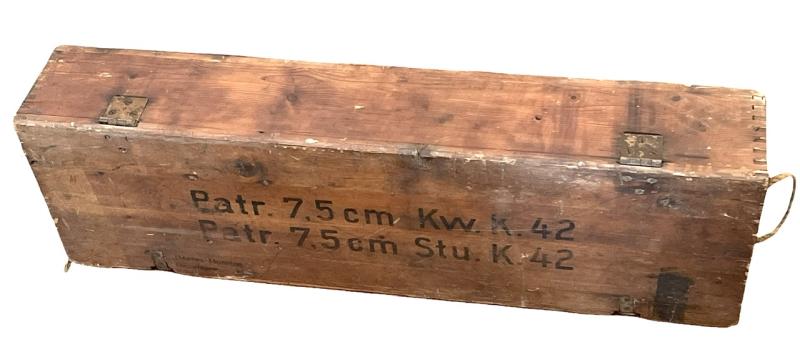 Patr. 7,5 cm Kw. K. 42
Patr. 7,5 cm Stu. K. 42